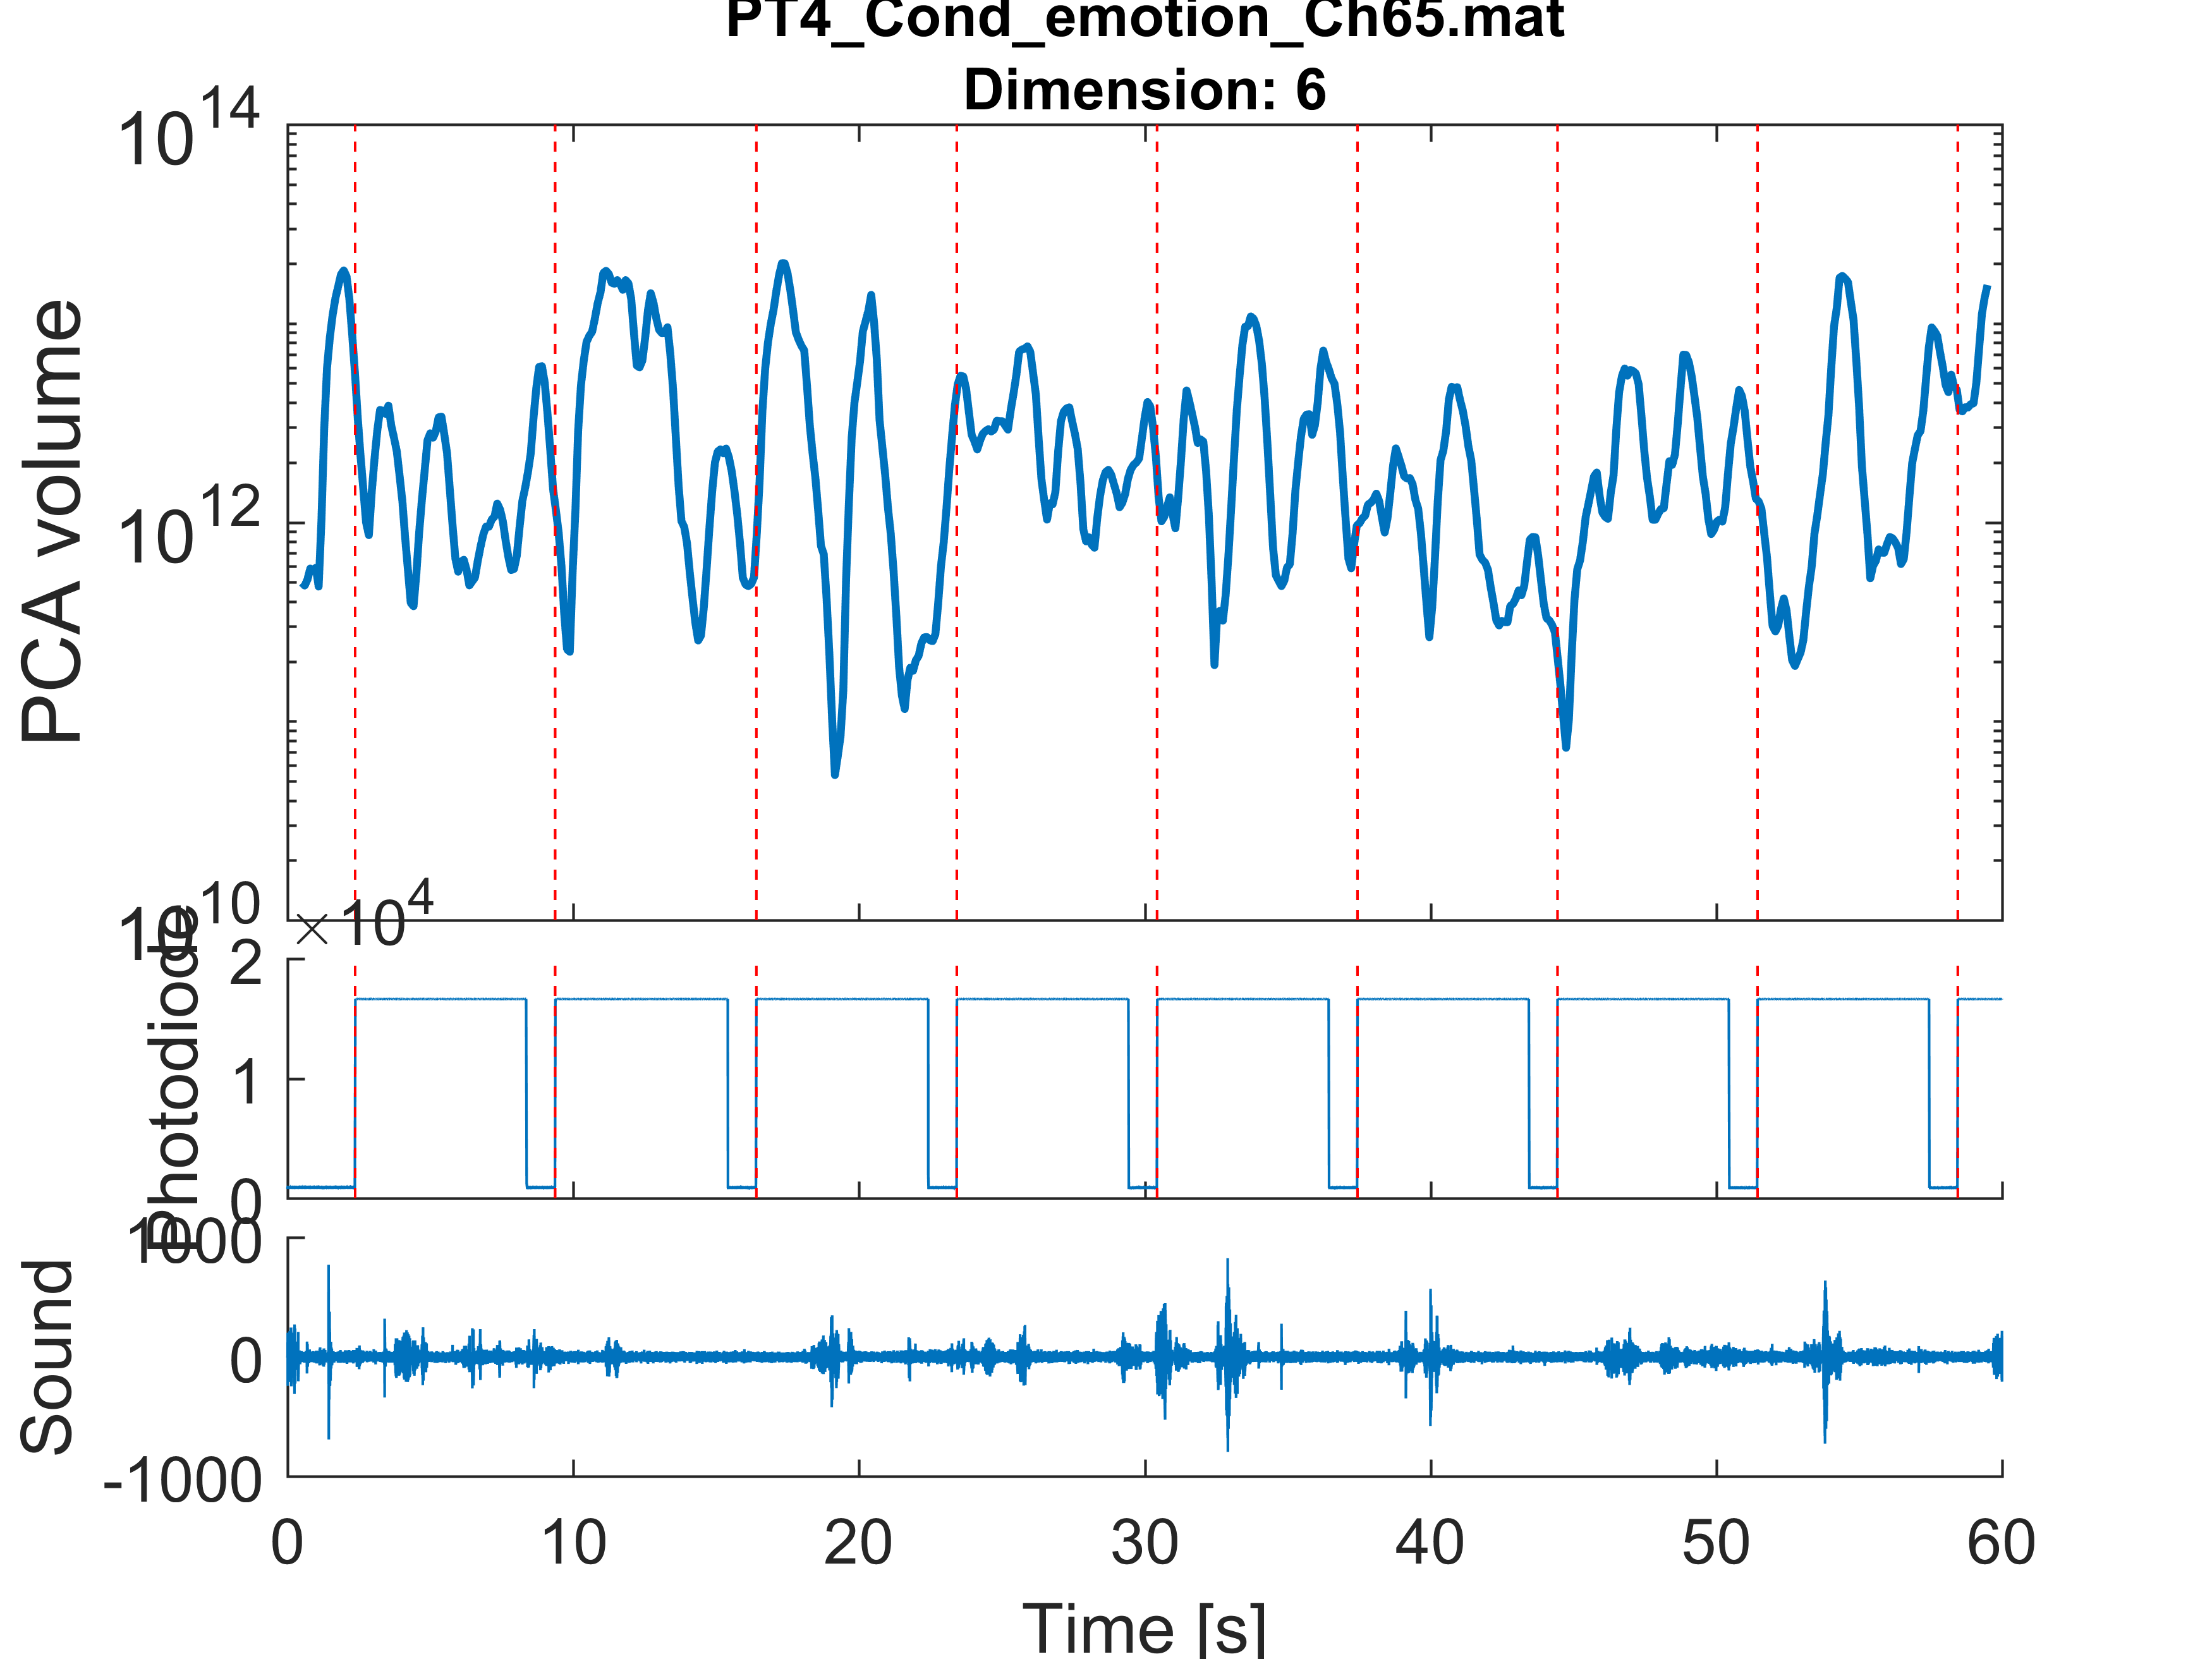 PT4_Cond_emotion_Ch65.mat
Dimension: 6
PCA volume
10^14
10^12
10^10
×10^4
Photodiode
2
1
0
Sound
1000
0
-1000
0 10 20 30 40 50 60
Time [s]